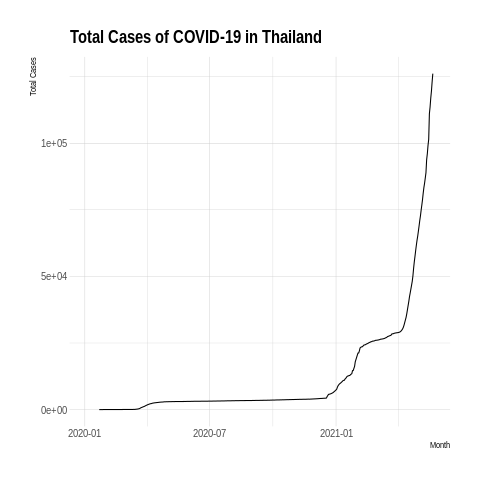 Total Cases of COVID-19 in Thailand
Total Cases
1e+05
5e+04
0e+00
2020-01 2020-07 2021-01
Month